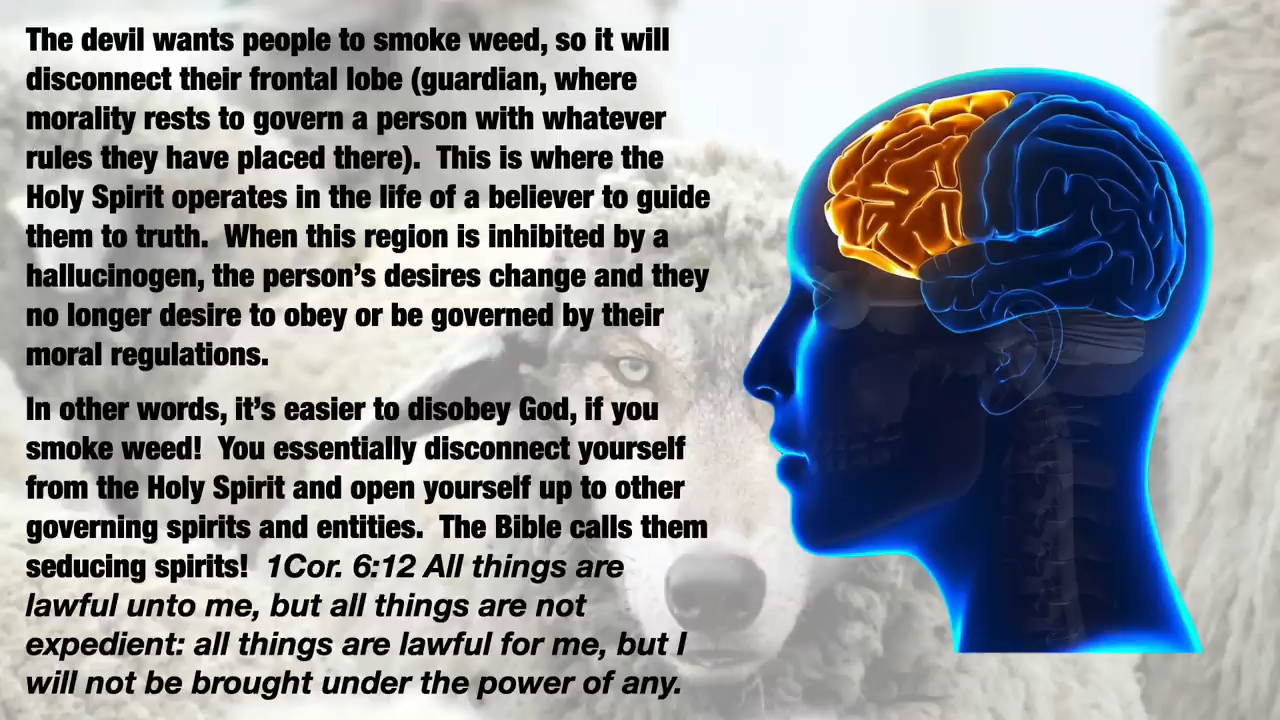 The devil wants people to smoke weed, so it will
disconnect their frontal lobe (guardian, where
morality rests to govern a person with whatever
rules they have placed there).  This is where the
Holy Spirit operates in the life of a believer to guide
them to truth.  When this region is inhibited by a
hallucinogen, the person’s desires change and they
no longer desire to obey or be governed by their
moral regulations.
In other words, it’s easier to disobey God, if you
smoke weed!  You essentially disconnect yourself
from the Holy Spirit and open yourself up to other
governing spirits and entities.  The Bible calls them
seducing spirits!  1Cor. 6:12 All things are
lawful unto me, but all things are not
expedient: all things are lawful for me, but I
will not be brought under the power of any.